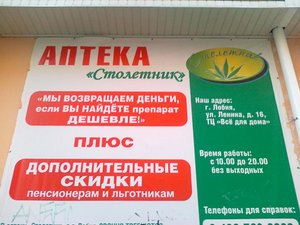 АПТЕКА
«Столетник»
«МЫ ВОЗВРАЩАЕМ ДЕНЬГИ,
если ВЫ НАЙДЁТЕ препарат
ДЕШЕВЛЕ!»
ПЛЮС
ДОПОЛНИТЕЛЬНЫЕ
СКИДКИ
пенсионерам и льготникам
Столетник
Наш адрес:
г. Лобня,
ул. Ленина, д. 16,
ТЦ «Всё для дома»
Время работы:
с 10.00 до 20.00
без выходных
Телефоны для справок: